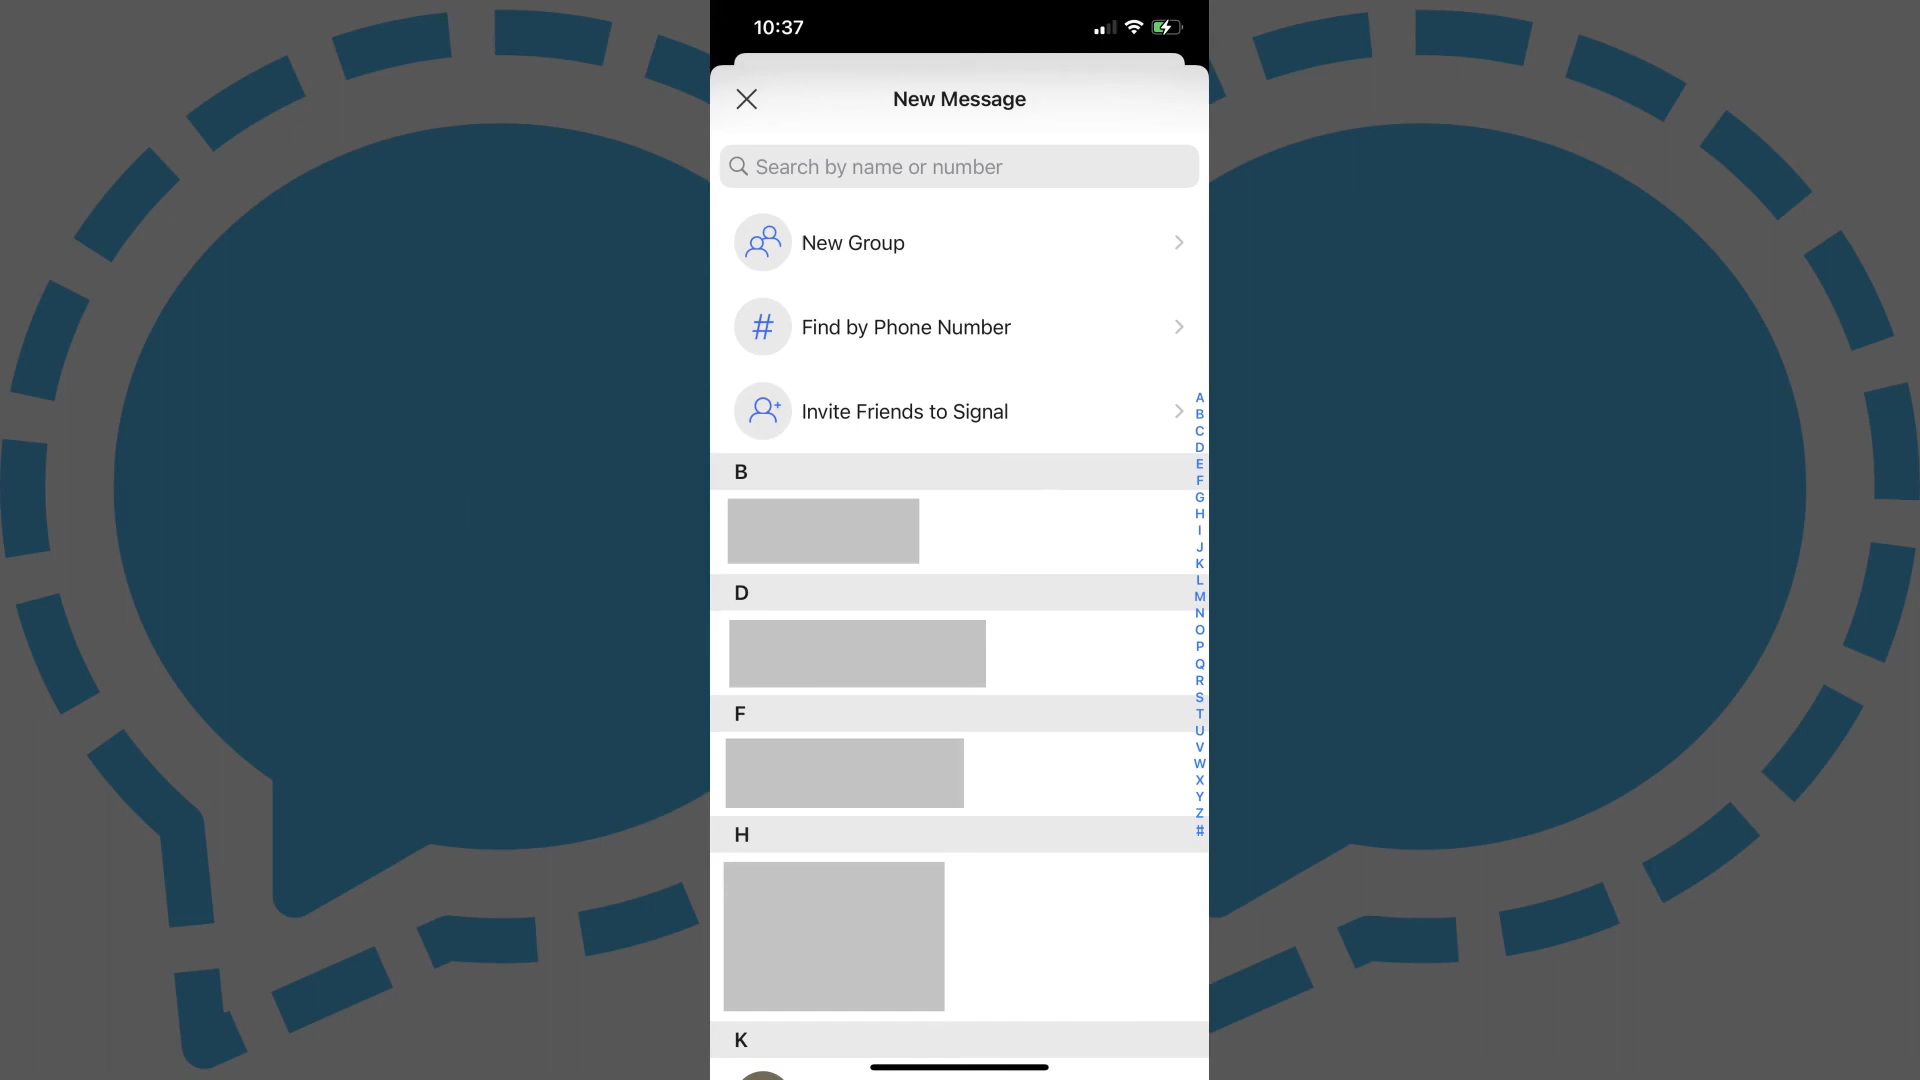 10:37
New Message
Search by name or number
New Group
# Find by Phone Number
Invite Friends to Signal
B
D
F
H
K
A
B
C
D
E
F
G
H
I
J
K
L
M
N
O
P
Q
R
S
T
U
V
W
X
Y
Z
#